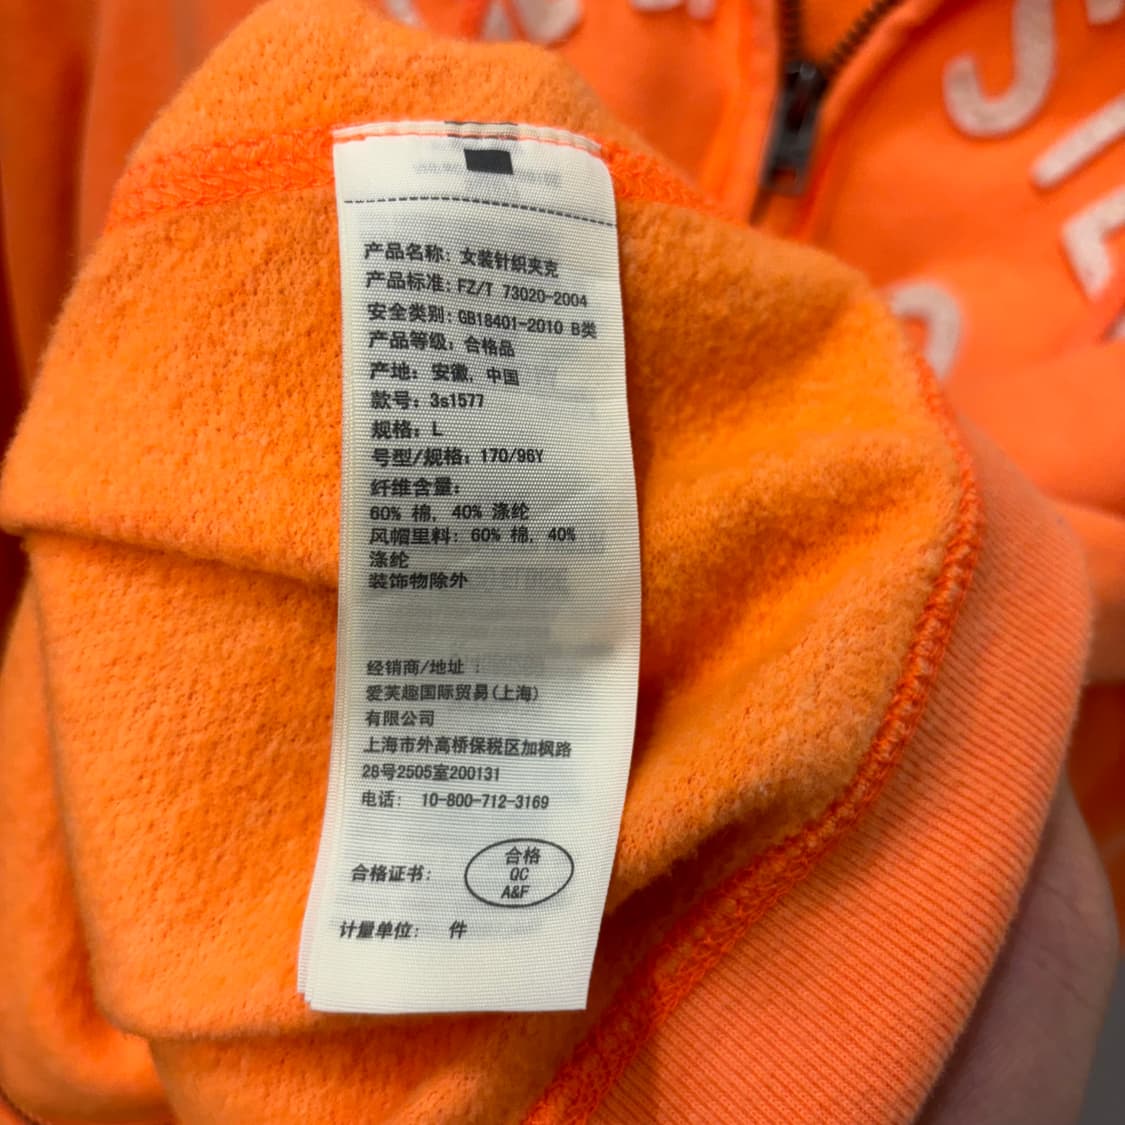 产品名称：女装针织夹克
产品标准：FZ/T 73020-2004
安全类别：GB18401-2010 B类
产品等级：合格品
产地：安徽，中国
款号：3s1577
规格：L
号型/规格：170/96Y
纤维含量：
60% 棉，40% 涤纶
风帽里料：60% 棉，40%
涤纶
装饰物除外
经销商/地址：
爱芙趣国际贸易(上海)
有限公司
上海市外高桥保税区加枫路
28号2505室200131
电话： 10-800-712-3169
合格证书：
合格
QC
A&F
计量单位： 件